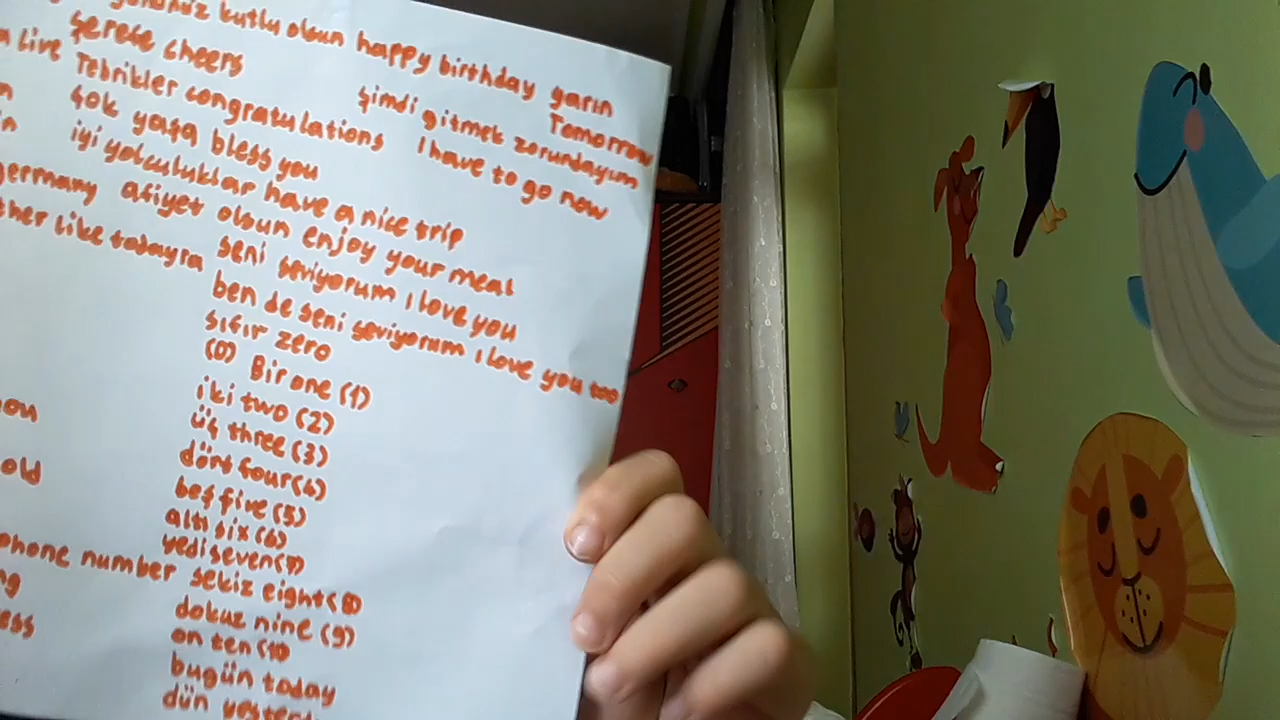 kutlu olsun happy birthday yarın
Tomorrow
a live şerefe cheers
Tebrikler congratulations
şimdi gitmek zorundayım
I have to go now
çok yaşa bless you
iyi yolculuklar have a nice trip
germany afiyet olsun enjoy your meal
like
seni seviyorum I love you
ben de seni seviyorum I love you too
sıfır zero
(0) Bir one (1)
iki two (2)
üç three (3)
dört four (4)
old
beş five (5)
altı six (6)
yedi seven (7)
phone number sekiz eight (8)
dokuz nine (9)
on ten (10)
bugün today
dün